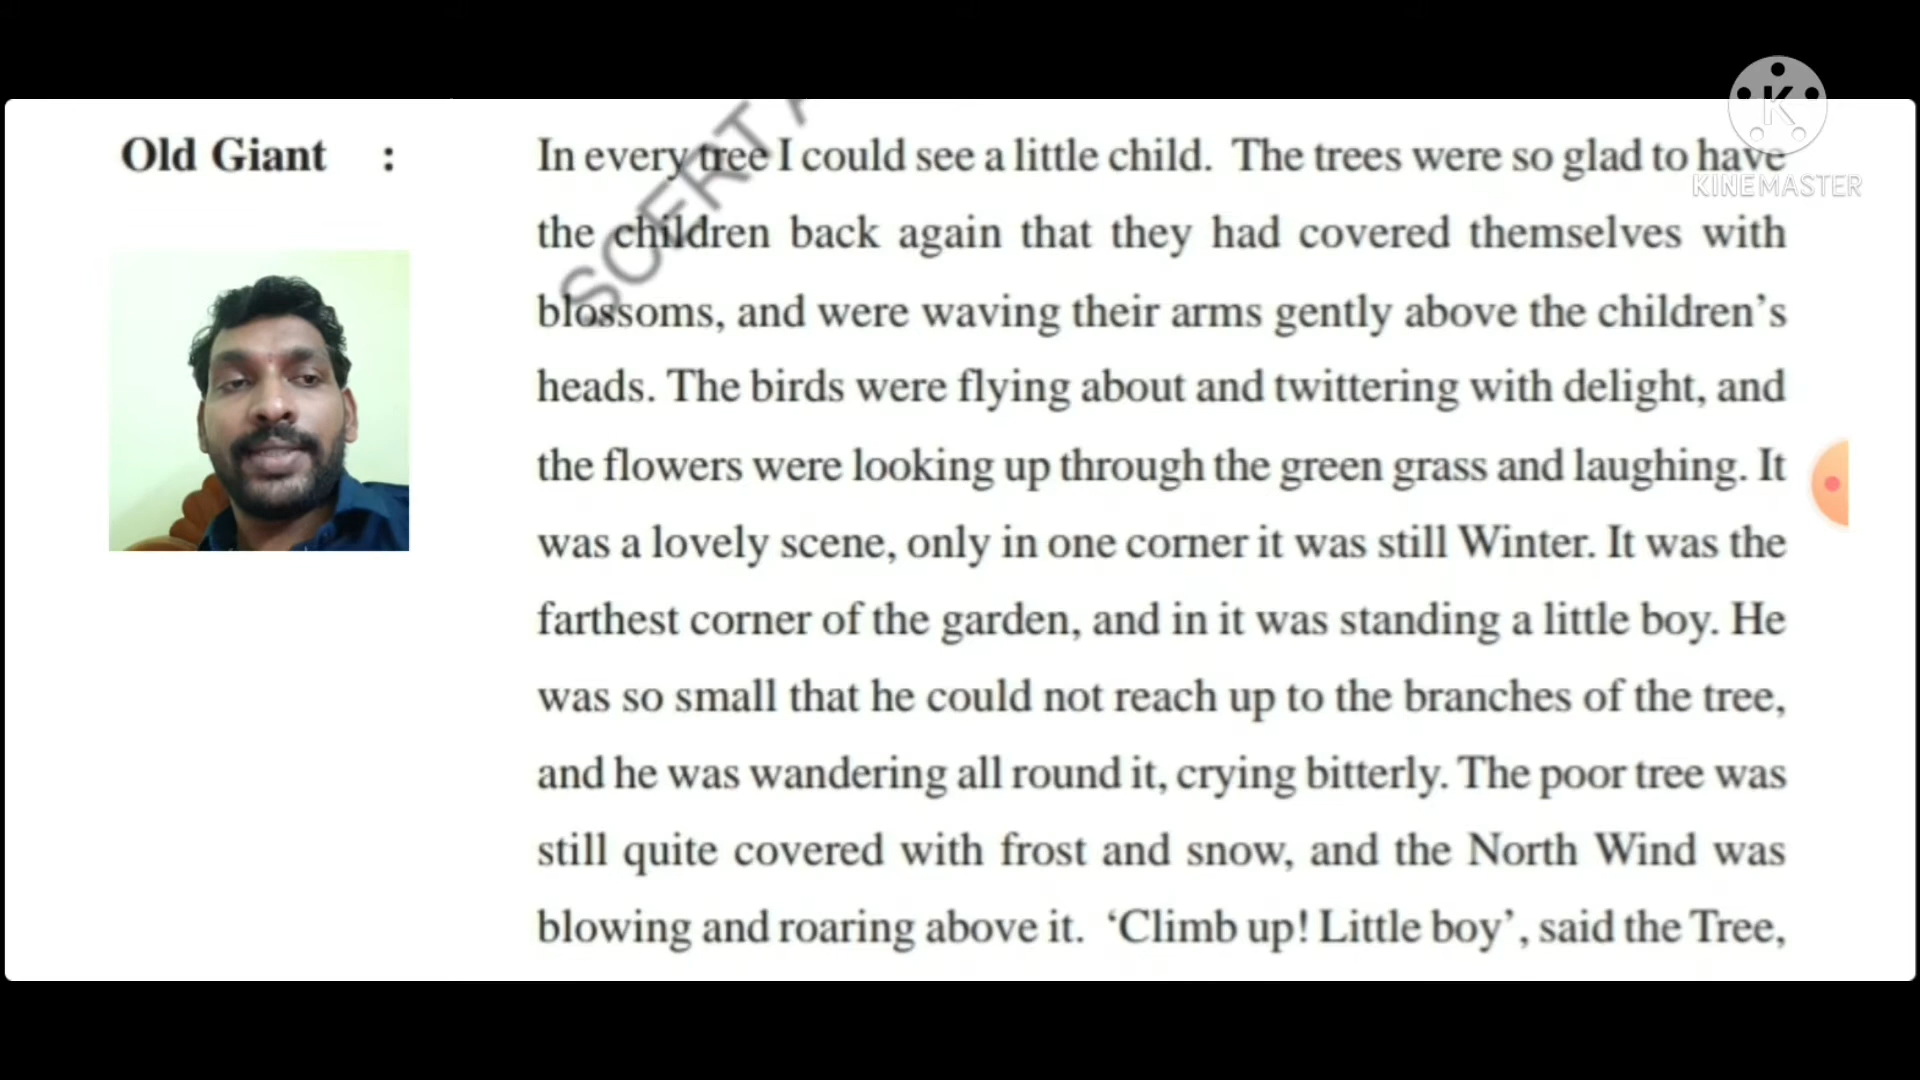 Old Giant : In every tree I could see a little child. The trees were so glad to have
the children back again that they had covered themselves with
blossoms, and were waving their arms gently above the children’s
heads. The birds were flying about and twittering with delight, and
the flowers were looking up through the green grass and laughing. It
was a lovely scene, only in one corner it was still Winter. It was the
farthest corner of the garden, and in it was standing a little boy. He
was so small that he could not reach up to the branches of the tree,
and he was wandering all round it, crying bitterly. The poor tree was
still quite covered with frost and snow, and the North Wind was
blowing and roaring above it. ‘Climb up! Little boy’, said the Tree,
K
KINEMASTER